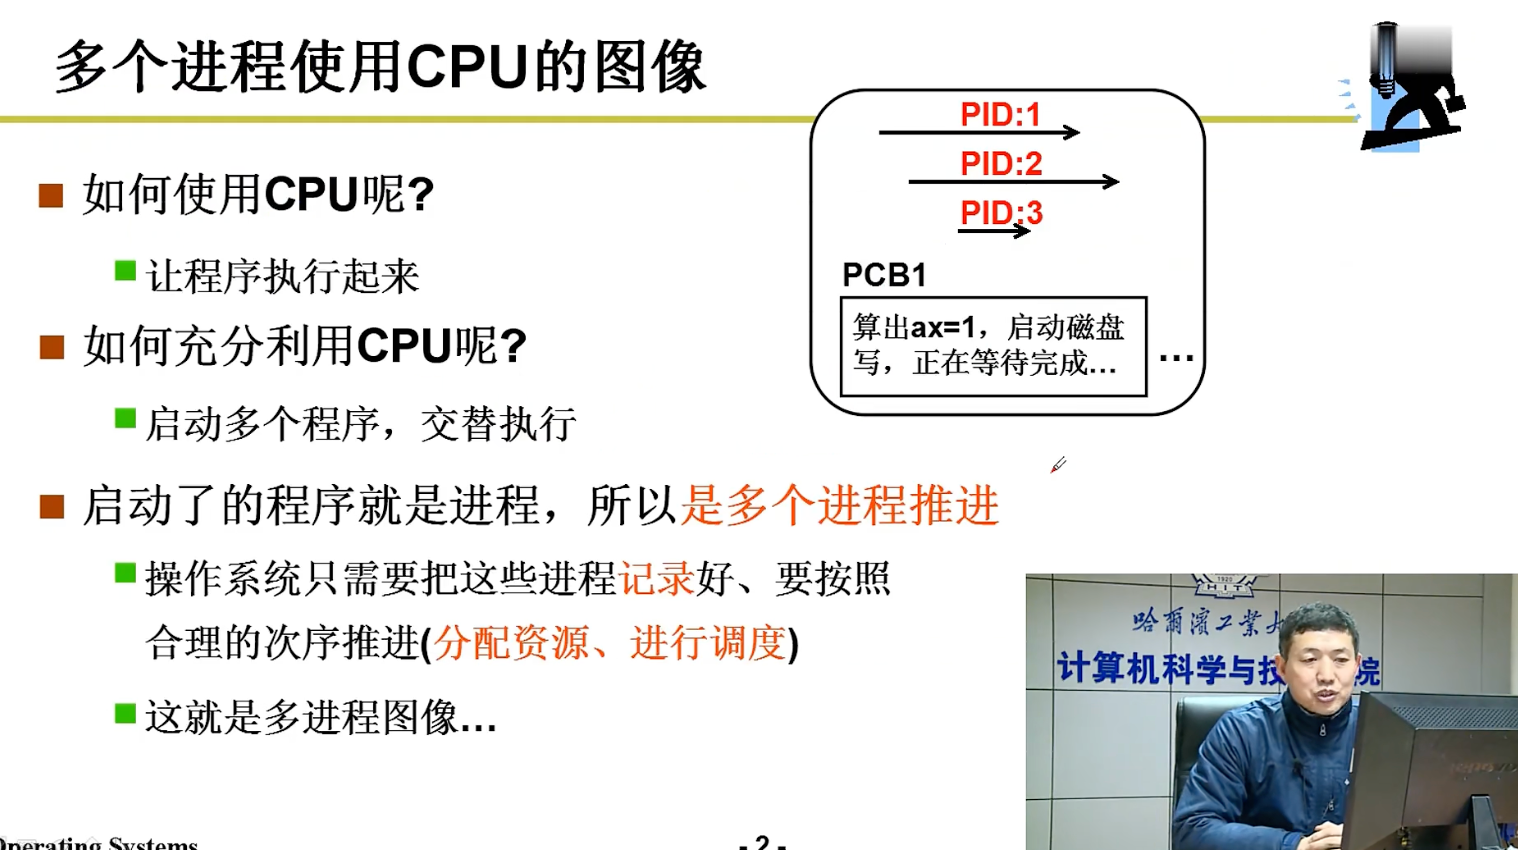 多个进程使用CPU的图像
PID:1
PID:2
PID:3
PCB1
算出ax=1，启动磁盘
写，正在等待完成...
...
如何使用CPU呢?
让程序执行起来
如何充分利用CPU呢?
启动多个程序，交替执行
启动了的程序就是进程，所以是多个进程推进
操作系统只需要把这些进程记录好、要按照
合理的次序推进(分配资源、进行调度)
这就是多进程图像...
1920
HIT
哈尔滨工业大
计算机科学与技
院
Operating Systems
- 2 -